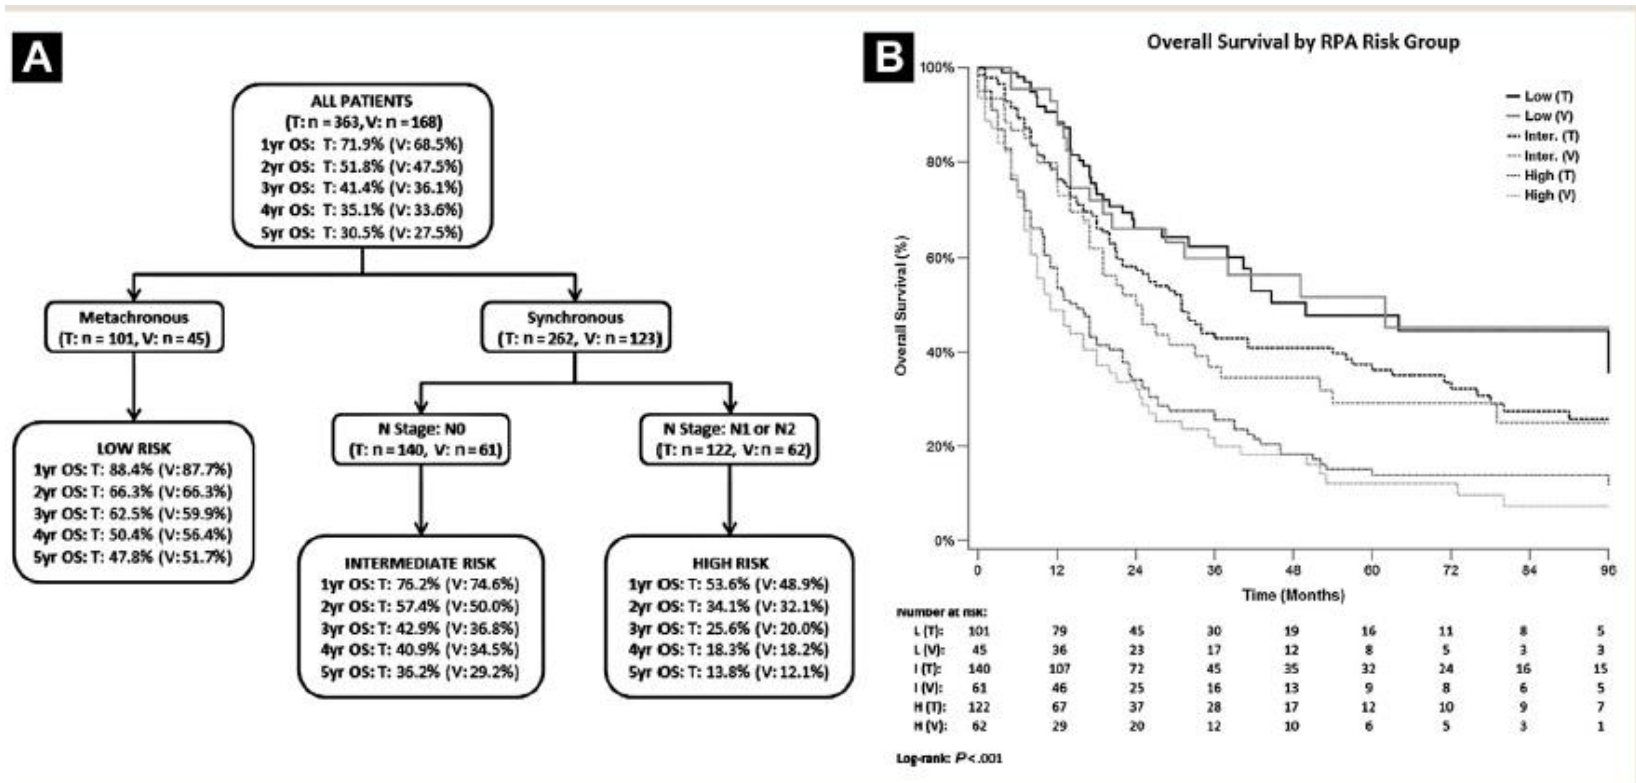 A
ALL PATIENTS
(T: n = 363, V: n = 168)
1yr OS: T: 71.9% (V: 68.5%)
2yr OS: T: 51.8% (V: 47.5%)
3yr OS: T: 41.4% (V: 36.1%)
4yr OS: T: 35.1% (V: 33.6%)
5yr OS: T: 30.5% (V: 27.5%)
Metachronous
(T: n = 101, V: n = 45)
Synchronous
(T: n = 262, V: n = 123)
LOW RISK
1yr OS: T: 88.4% (V: 87.7%)
2yr OS: T: 66.3% (V: 66.3%)
3yr OS: T: 62.5% (V: 59.9%)
4yr OS: T: 50.4% (V: 56.4%)
5yr OS: T: 47.8% (V: 51.7%)
N Stage: N0
(T: n = 140, V: n = 61)
N Stage: N1 or N2
(T: n = 122, V: n = 62)
INTERMEDIATE RISK
1yr OS: T: 76.2% (V: 74.6%)
2yr OS: T: 57.4% (V: 50.0%)
3yr OS: T: 42.9% (V: 36.8%)
4yr OS: T: 40.9% (V: 34.5%)
5yr OS: T: 36.2% (V: 29.2%)
HIGH RISK
1yr OS: T: 53.6% (V: 48.9%)
2yr OS: T: 34.1% (V: 32.1%)
3yr OS: T: 25.6% (V: 20.0%)
4yr OS: T: 18.3% (V: 18.2%)
5yr OS: T: 13.8% (V: 12.1%)
B
Overall Survival by RPA Risk Group
Low (T)
Low (V)
Inter. (T)
Inter. (V)
High (T)
High (V)
Overall Survival (%)
100%
80%
60%
40%
20%
0%
0 12 24 36 48 60 72 84 96
Time (Months)
Number at risk:
L (T): 101 79 45 30 19 16 11 8 5
L (V): 45 36 23 17 12 8 5 3 3
I (T): 140 107 72 45 35 32 24 16 15
I (V): 61 46 25 16 13 9 8 6 5
H (T): 122 67 37 28 17 12 10 9 7
H (V): 62 29 20 12 10 6 5 3 1
Log-rank: P<.001